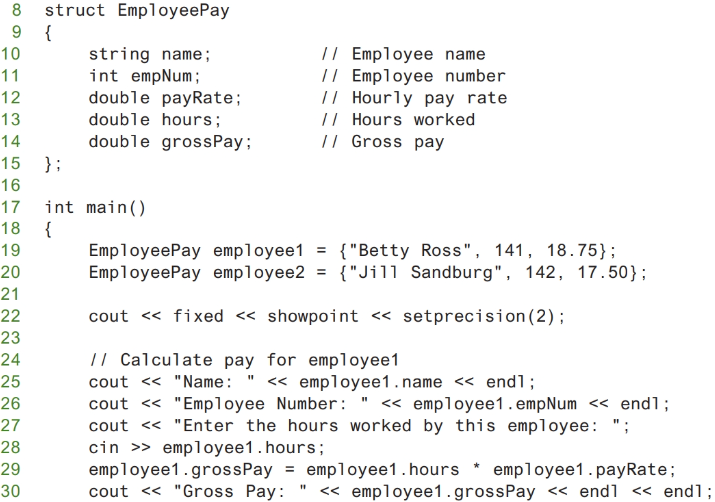 8 struct EmployeePay
9 {
10 string name; // Employee name
11 int empNum; // Employee number
12 double payRate; // Hourly pay rate
13 double hours; // Hours worked
14 double grossPay; // Gross pay
15 };
16
17 int main()
18 {
19 EmployeePay employee1 = {"Betty Ross", 141, 18.75};
20 EmployeePay employee2 = {"Jill Sandburg", 142, 17.50};
21
22 cout << fixed << showpoint << setprecision(2);
23
24 // Calculate pay for employee1
25 cout << "Name: " << employee1.name << endl;
26 cout << "Employee Number: " << employee1.empNum << endl;
27 cout << "Enter the hours worked by this employee: ";
28 cin >> employee1.hours;
29 employee1.grossPay = employee1.hours * employee1.payRate;
30 cout << "Gross Pay: " << employee1.grossPay << endl << endl;